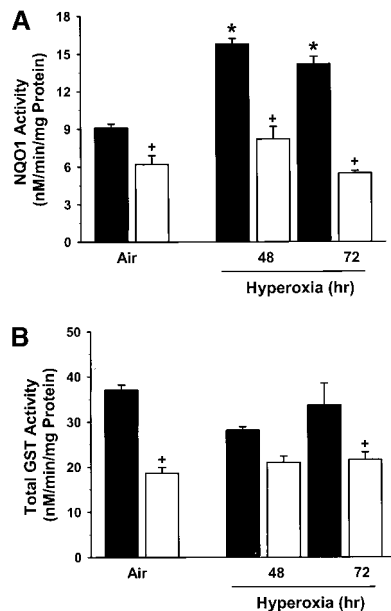 A
NQO1 Activity
(nM/min/mg Protein)
18
15
12
9
6
3
0
* *
+ + +
Air 48 72
Hyperoxia (hr)
B
Total GST Activity
(nM/min/mg Protein)
50
40
30
20
10
0
+ +
Air 48 72
Hyperoxia (hr)